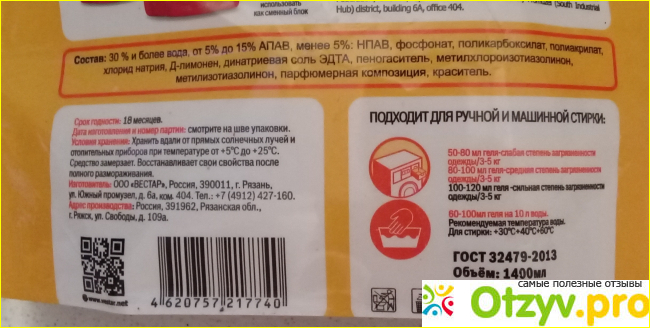 использовать
как сменный блок
(South Industrial
Hub) district, building 6A, office 404.
Состав: 30 % и более вода, от 5% до 15% АПАВ, менее 5%: НПАВ, фосфонат, поликарбоксилат, полиакрилат,
хлорид натрия, Д-лимонен, динатриевая соль ЭДТА, пеногаситель, метилхлороизотиазолинон,
метилизотиазолинон, парфюмерная композиция, краситель.
Срок годности: 18 месяцев.
Дата изготовления и номер партии: смотрите на шве упаковки.
Условия хранения: Хранить вдали от прямых солнечных лучей и
отопительных приборов при температуре от +5°С до +25°С.
Средство замерзает. Восстанавливает свои свойства после
полного размораживания.
Изготовитель: ООО «ВЕСТАР», Россия, 390011, г. Рязань,
ул. Южный промузел, д. 6а, ком. 404. Тел.: +7 (4912) 427-160.
Адрес производства: Россия, 391962, Рязанская обл.,
г. Ряжск, ул. Свободы, д. 109а.
www.vestar.net
4 620757 217740
ПОДХОДИТ ДЛЯ РУЧНОЙ И МАШИННОЙ СТИРКИ:
50-80 мл геля-слабая степень загрязненности
одежды/3-5 кг
80-100 мл геля-средняя степень загрязненности
одежды/3-5 кг
100-120 мл геля -сильная степень загрязненности
одежды/3-5 кг
60-100мл геля на 10 л воды.
Рекомендуемая температура воды.
Для стирки: +30°С+40°С+60°С
ГОСТ 32479-2013
Объём: 1400мл
самые полезные отзывы
Otzyv.pro